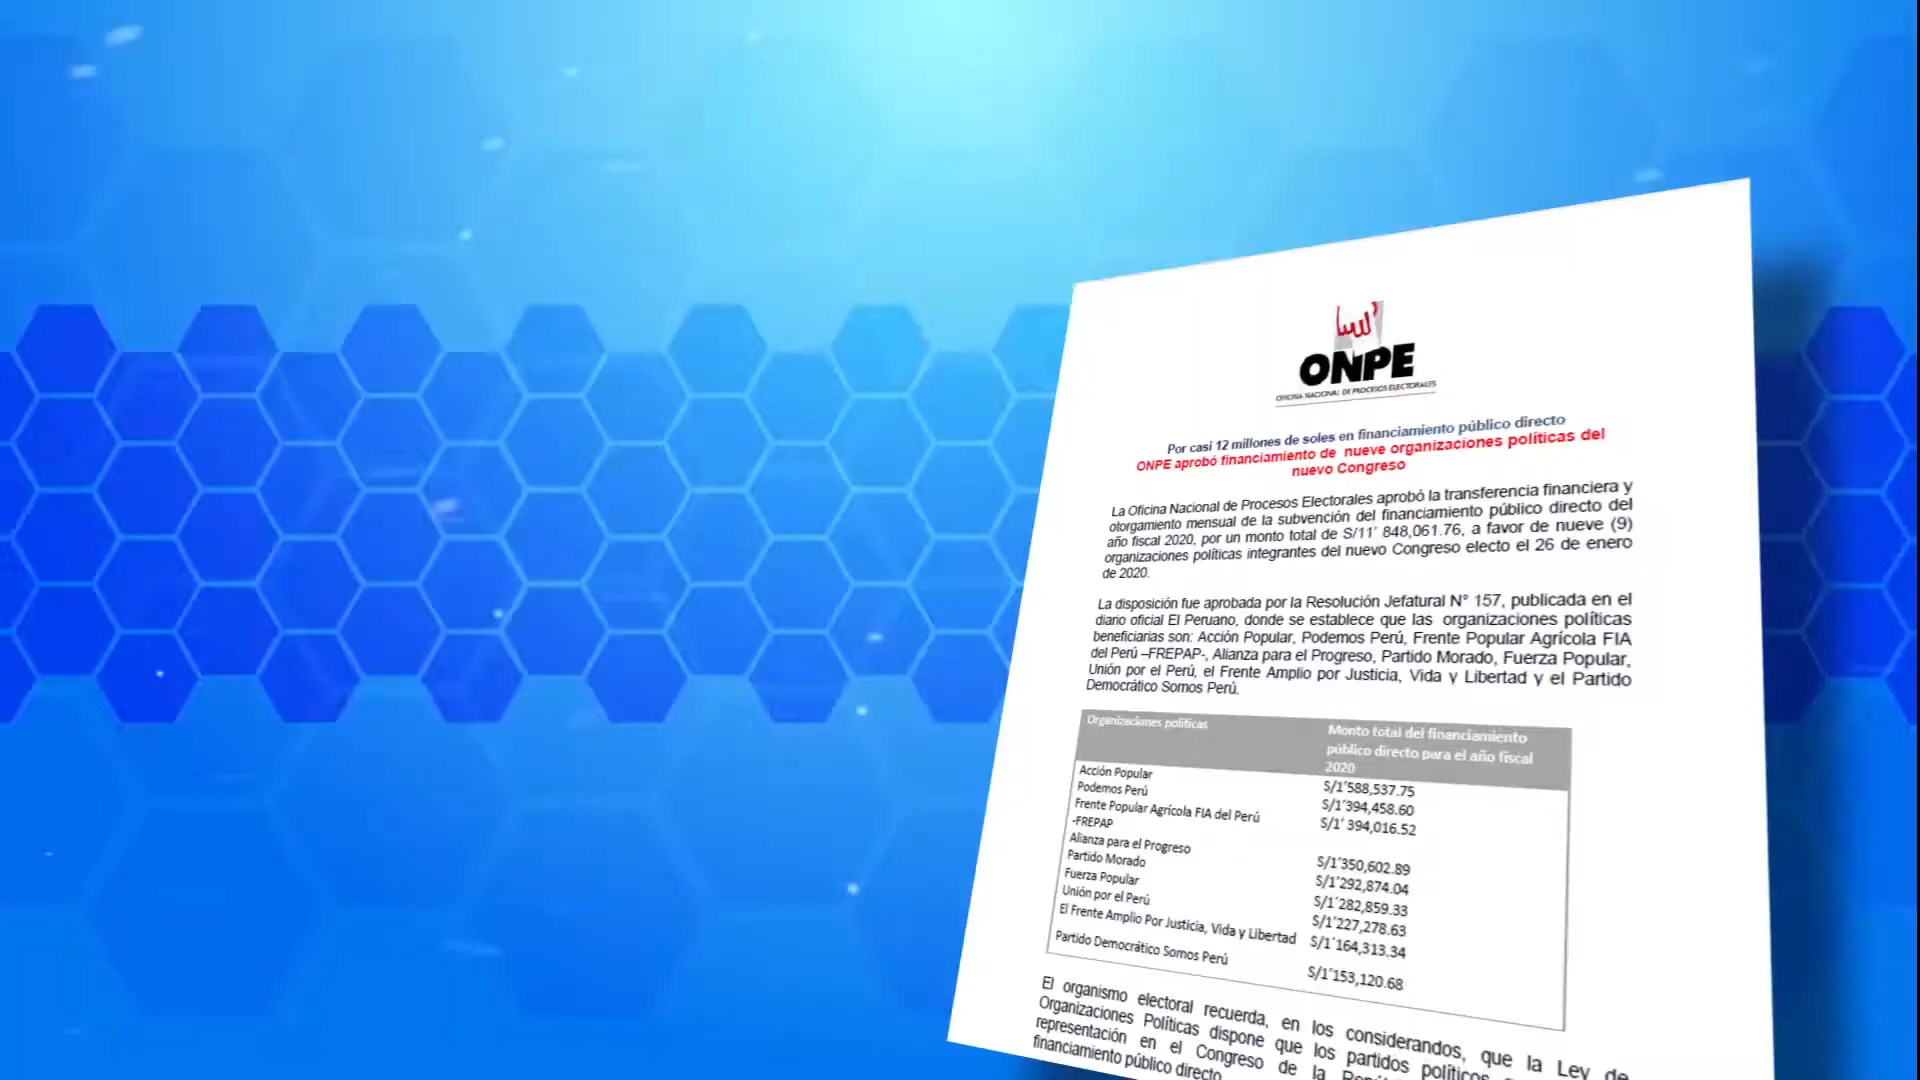 ONPE
OFICINA NACIONAL DE PROCESOS ELECTORALES
Por casi 12 millones de soles en financiamiento público directo
ONPE aprobó financiamiento de nueve organizaciones políticas del
nuevo Congreso
La Oficina Nacional de Procesos Electorales aprobó la transferencia financiera y
otorgamiento mensual de la subvención del financiamiento público directo del
año fiscal 2020, por un monto total de S/11' 848,061.76, a favor de nueve (9)
organizaciones políticas integrantes del nuevo Congreso electo el 26 de enero
de 2020.
La disposición fue aprobada por la Resolución Jefatural N° 157, publicada en el
diario oficial El Peruano, donde se establece que las organizaciones políticas
beneficiarias son: Acción Popular, Podemos Perú, Frente Popular Agrícola FIA
del Perú –FREPAP-, Alianza para el Progreso, Partido Morado, Fuerza Popular,
Unión por el Perú, el Frente Amplio por Justicia, Vida y Libertad y el Partido
Democrático Somos Perú.
Organizaciones políticas
Monto total del financiamiento
público directo para el año fiscal
2020
Acción Popular S/1'588,537.75
Podemos Perú S/1'394,458.60
Frente Popular Agrícola FIA del Perú S/1' 394,016.52
-FREPAP
Alianza para el Progreso S/1'350,602.89
Partido Morado S/1'292,874.04
Fuerza Popular S/1'282,859.33
Unión por el Perú S/1'227,278.63
El Frente Amplio Por Justicia, Vida y Libertad S/1'164,313.34
Partido Democrático Somos Perú S/1'153,120.68
El organismo electoral recuerda, en los considerandos, que la Ley de
Organizaciones Políticas dispone que los partidos políticos
representación en el Congreso de la
financiamiento público directo